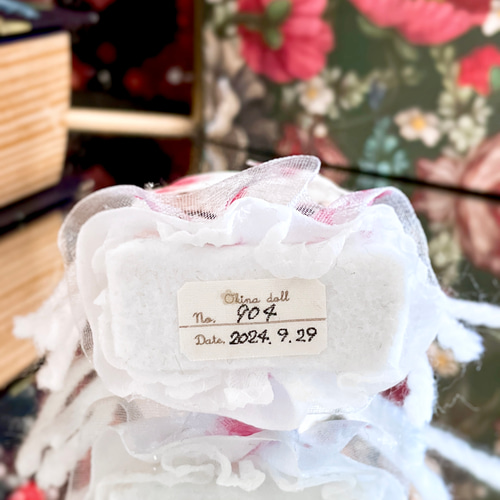 Okina doll
No. 904
Date. 2024. 9. 29